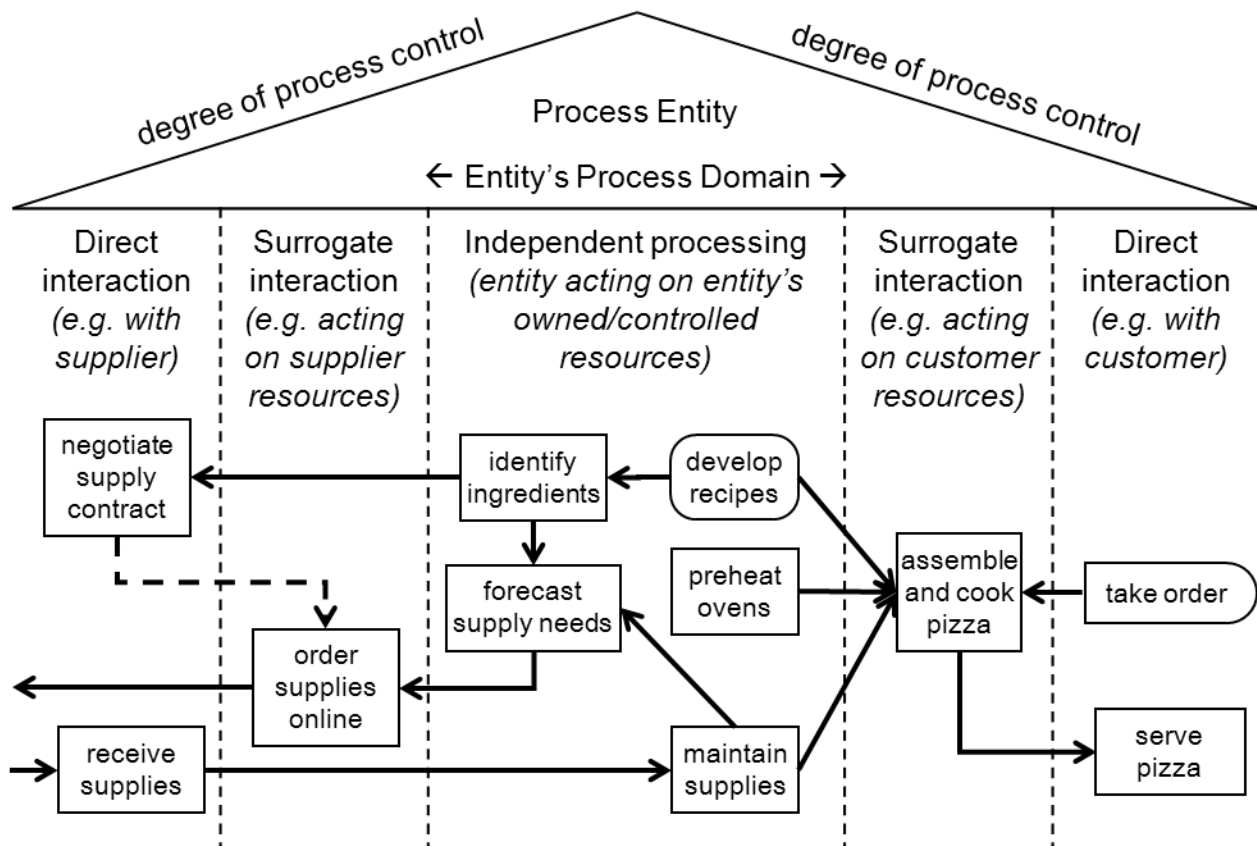 degree of process control
degree of process control
Process Entity
← Entity’s Process Domain →
Direct
interaction
(e.g. with
supplier)
Surrogate
interaction
(e.g. acting
on supplier
resources)
Independent processing
(entity acting on entity’s
owned/controlled
resources)
Surrogate
interaction
(e.g. acting
on customer
resources)
Direct
interaction
(e.g. with
customer)
negotiate
supply
contract
identify
ingredients
develop
recipes
forecast
supply needs
preheat
ovens
assemble
and cook
pizza
take order
order
supplies
online
receive
supplies
maintain
supplies
serve
pizza